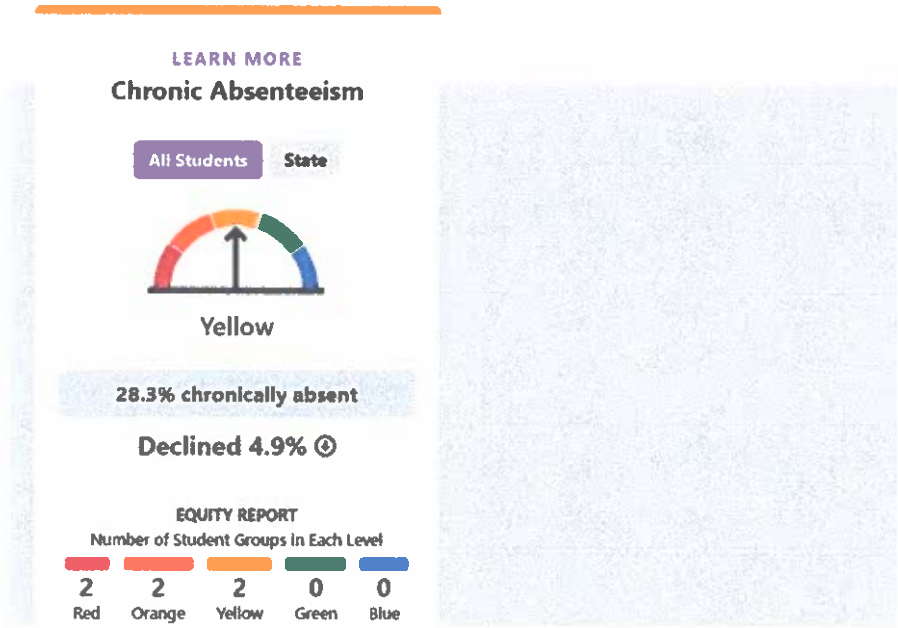 LEARN MORE
Chronic Absenteeism
All Students State
Yellow
28.3% chronically absent
Declined 4.9%
EQUITY REPORT
Number of Student Groups in Each Level
2 2 2 0 0
Red Orange Yellow Green Blue